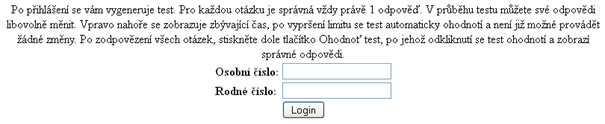 Po přihlášení se vám vygeneruje test. Pro každou otázku je správná vždy právě 1 odpověď. V průběhu testu můžete své odpovědi
libovolně měnit. Vpravo nahoře se zobrazuje zbývající čas, po vypršení limitu se test automaticky ohodnotí a není již možné provádět
žádné změny. Po zodpovězení všech otázek, stiskněte dole tlačítko Ohodnoť test, po jehož odkliknutí se test ohodnotí a zobrazí
správné odpovědi.
Osobní číslo:
Rodné číslo:
Login